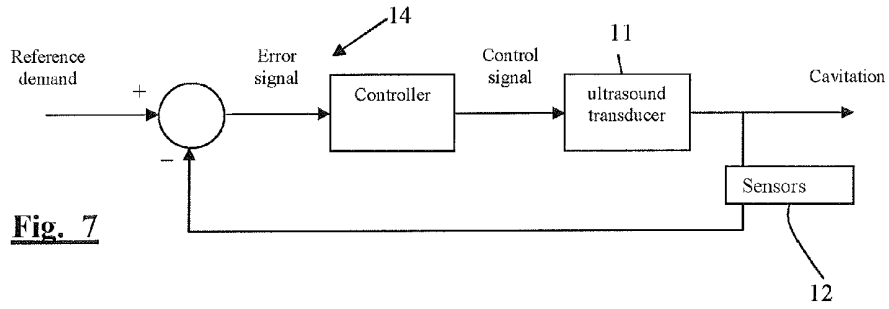 14
11
Reference
demand
Error
signal
Control
signal
Cavitation
+
Controller
ultrasound
transducer
−
Sensors
Fig. 7
12